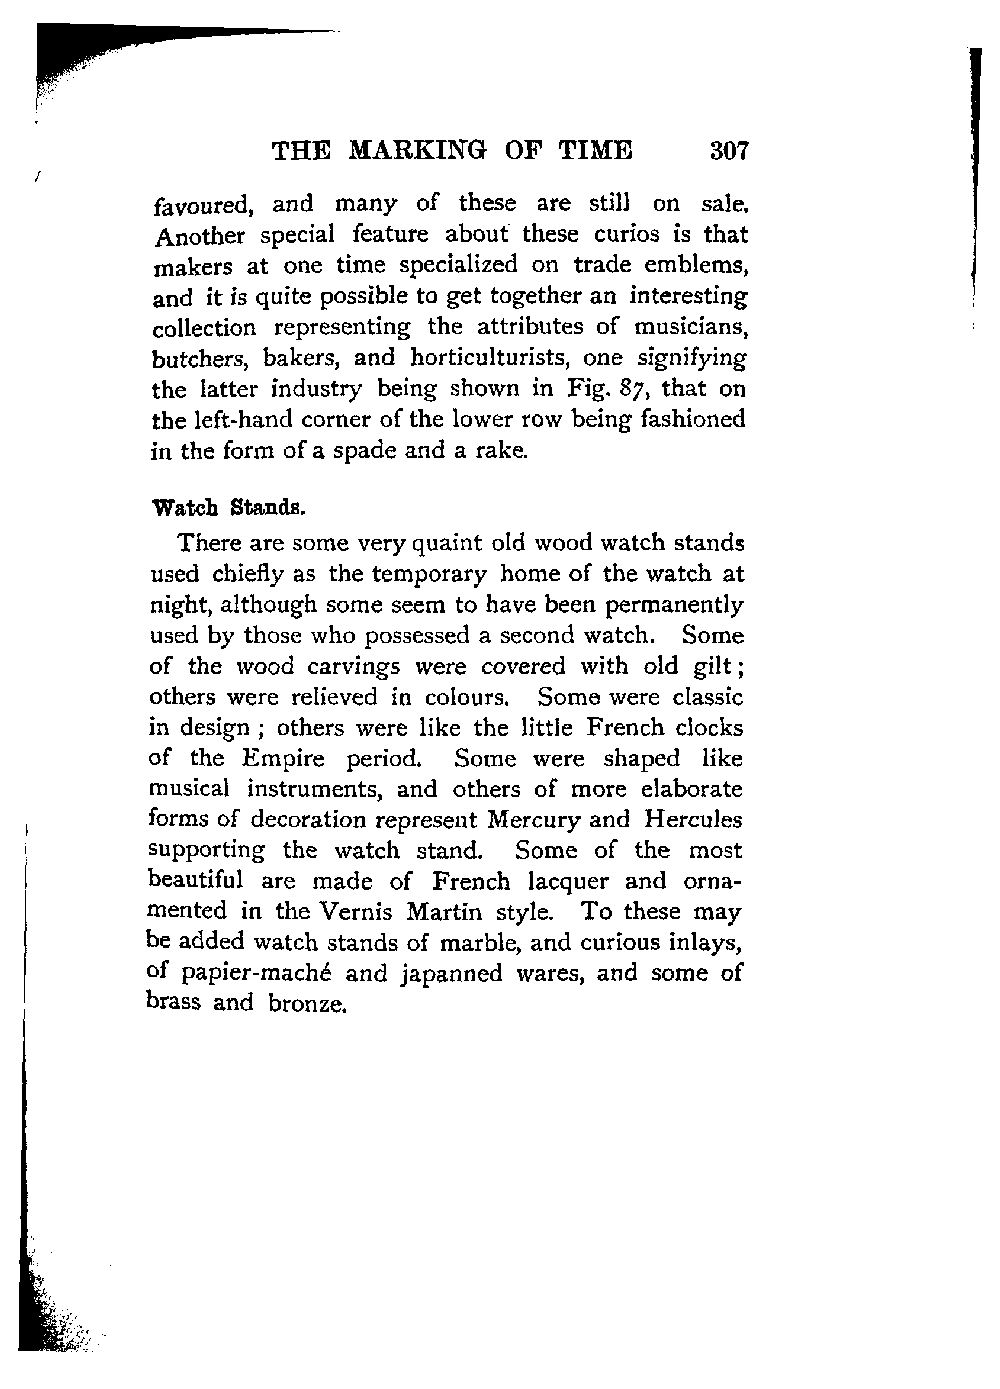 THE MARKING OF TIME 307
favoured, and many of these are still on sale.
Another special feature about these curios is that
makers at one time specialized on trade emblems,
and it is quite possible to get together an interesting
collection representing the attributes of musicians,
butchers, bakers, and horticulturists, one signifying
the latter industry being shown in Fig. 87, that on
the left-hand corner of the lower row being fashioned
in the form of a spade and a rake.
Watch Stands.
There are some very quaint old wood watch stands
used chiefly as the temporary home of the watch at
night, although some seem to have been permanently
used by those who possessed a second watch. Some
of the wood carvings were covered with old gilt ;
others were relieved in colours. Some were classic
in design ; others were like the little French clocks
of the Empire period. Some were shaped like
musical instruments, and others of more elaborate
forms of decoration represent Mercury and Hercules
supporting the watch stand. Some of the most
beautiful are made of French lacquer and orna-
mented in the Vernis Martin style. To these may
be added watch stands of marble, and curious inlays,
of papier-maché and japanned wares, and some of
brass and bronze.